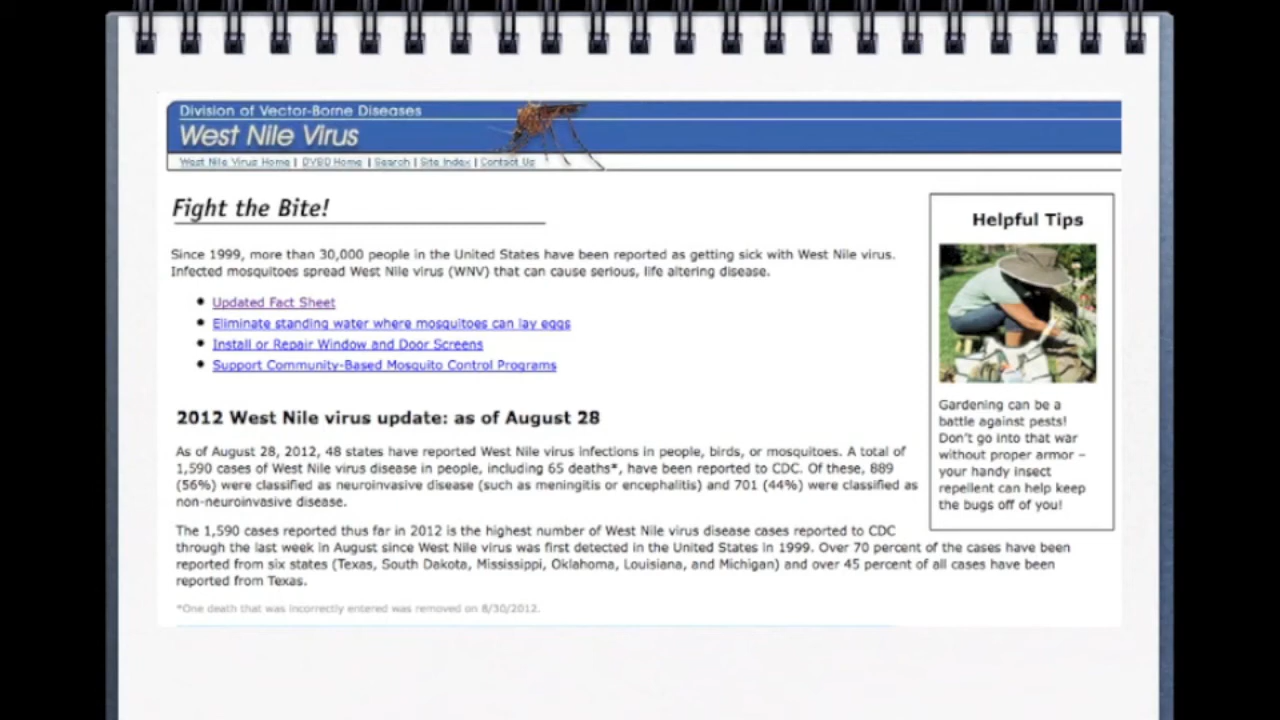 Division of Vector-Borne Diseases
West Nile Virus
West Nile Virus Home | DVBD Home | Search | Site Index | Contact Us
Fight the Bite!
Since 1999, more than 30,000 people in the United States have been reported as getting sick with West Nile virus.
Infected mosquitoes spread West Nile virus (WNV) that can cause serious, life altering disease.
• Updated Fact Sheet
• Eliminate standing water where mosquitoes can lay eggs
• Install or Repair Window and Door Screens
• Support Community-Based Mosquito Control Programs
2012 West Nile virus update: as of August 28
As of August 28, 2012, 48 states have reported West Nile virus infections in people, birds, or mosquitoes. A total of
1,590 cases of West Nile virus disease in people, including 65 deaths*, have been reported to CDC. Of these, 889
(56%) were classified as neuroinvasive disease (such as meningitis or encephalitis) and 701 (44%) were classified as
non-neuroinvasive disease.
The 1,590 cases reported thus far in 2012 is the highest number of West Nile virus disease cases reported to CDC
through the last week in August since West Nile virus was first detected in the United States in 1999. Over 70 percent of the cases have been
reported from six states (Texas, South Dakota, Mississippi, Oklahoma, Louisiana, and Michigan) and over 45 percent of all cases have been
reported from Texas.
*One death that was incorrectly entered was removed on 8/30/2012.
Helpful Tips
Gardening can be a
battle against pests!
Don't go into that war
without proper armor –
your handy insect
repellent can help keep
the bugs off of you!